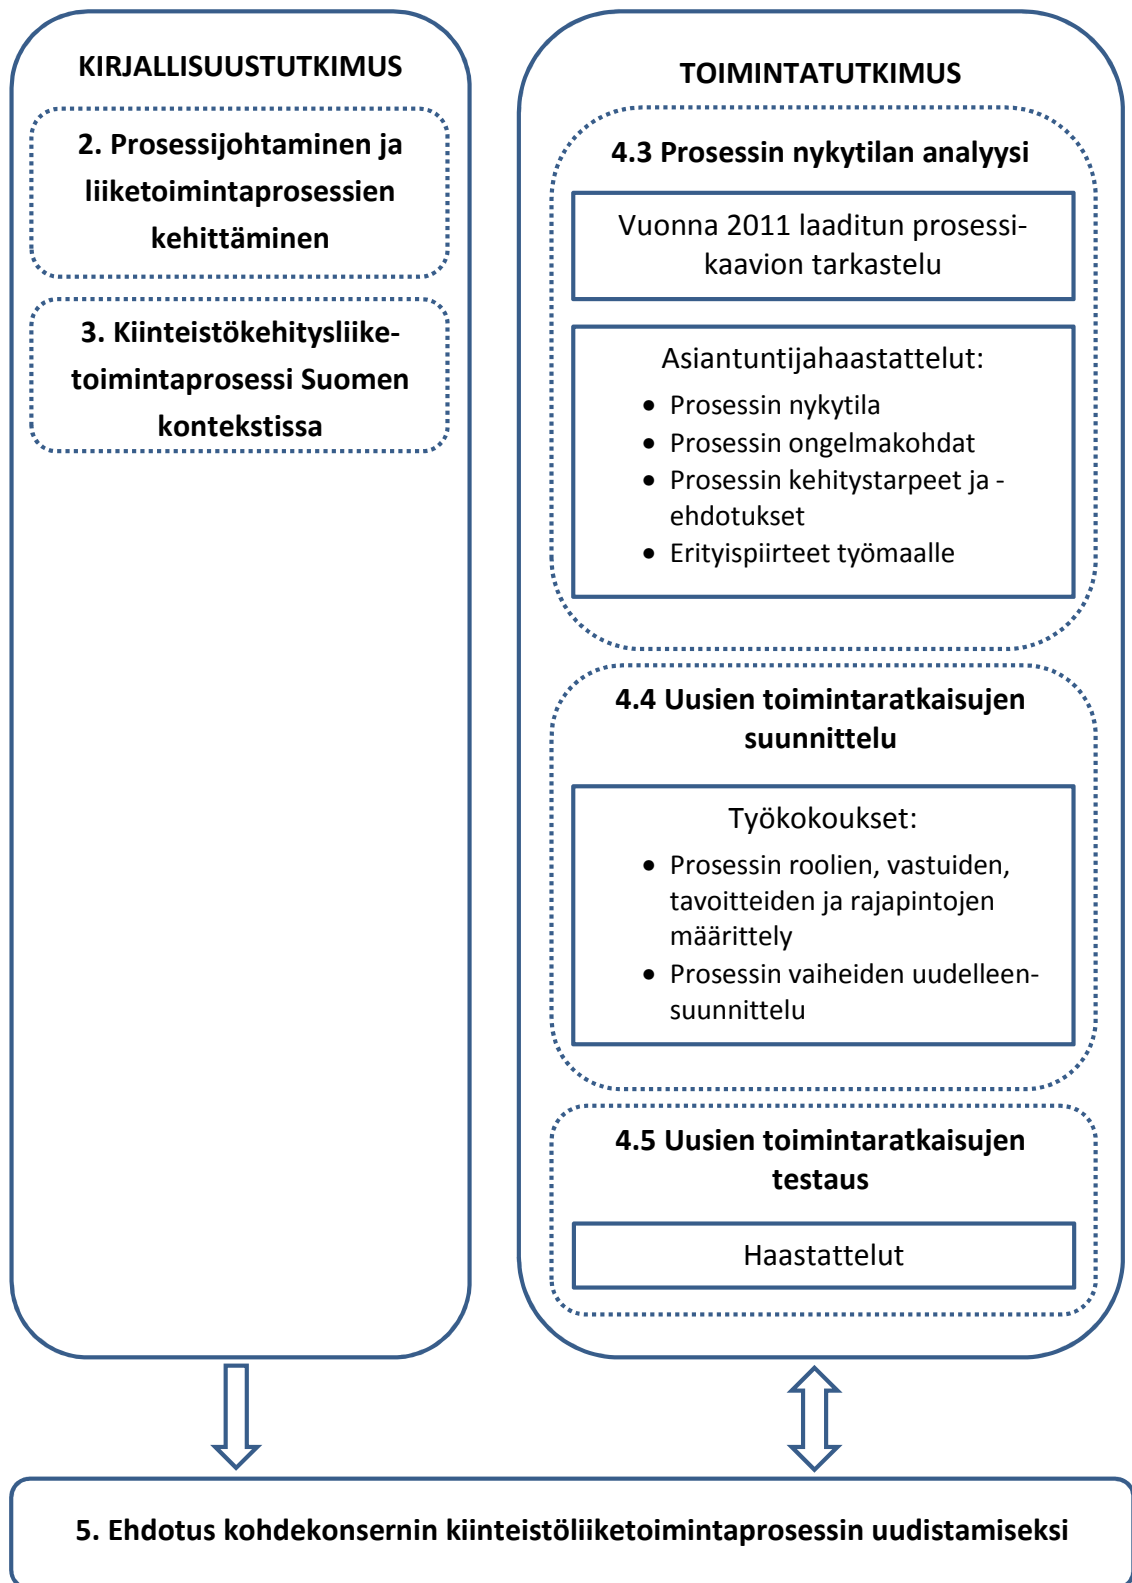 KIRJALLISUUSTUTKIMUS
2. Prosessijohtaminen ja
liiketoimintaprosessien
kehittäminen
3. Kiinteistökehitysliike-
toimintaprosessi Suomen
kontekstissa
TOIMINTATUTKIMUS
4.3 Prosessin nykytilan analyysi
Vuonna 2011 laaditun prosessi-
kaavion tarkastelu
Asiantuntijahaastattelut:
• Prosessin nykytila
• Prosessin ongelmakohdat
• Prosessin kehitystarpeet ja -
ehdotukset
• Erityispiirteet työmaalle
4.4 Uusien toimintaratkaisujen
suunnittelu
Työkokoukset:
• Prosessin roolien, vastuiden,
tavoitteiden ja rajapintojen
määrittely
• Prosessin vaiheiden uudelleen-
suunnittelu
4.5 Uusien toimintaratkaisujen
testaus
Haastattelut
5. Ehdotus kohdekonsernin kiinteistöliiketoimintaprosessin uudistamiseksi